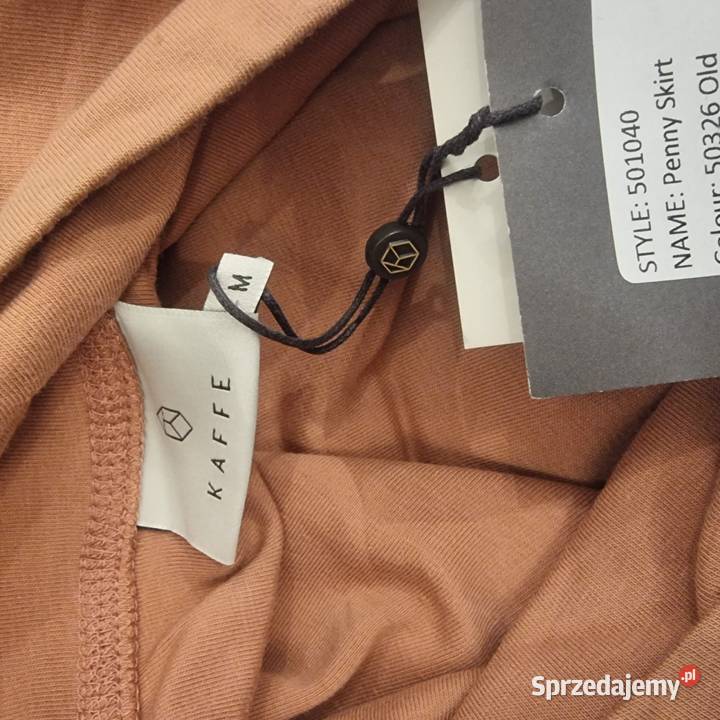 STYLE: 501040
NAME: Penny Skirt
Colour: 50326 Old
M
KAFFE
Sprzedajemy.pl